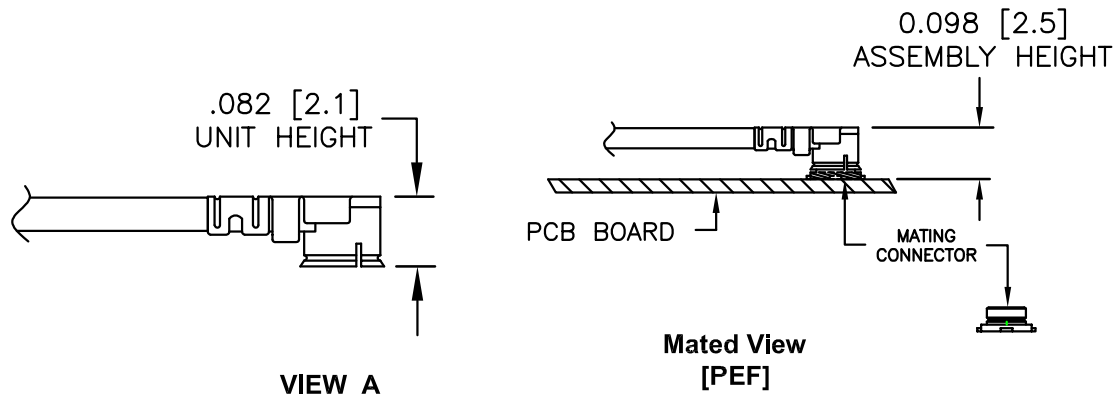 0.098 [2.5]
ASSEMBLY HEIGHT
.082 [2.1]
UNIT HEIGHT
PCB BOARD
MATING
CONNECTOR
Mated View
[PEF]
VIEW A